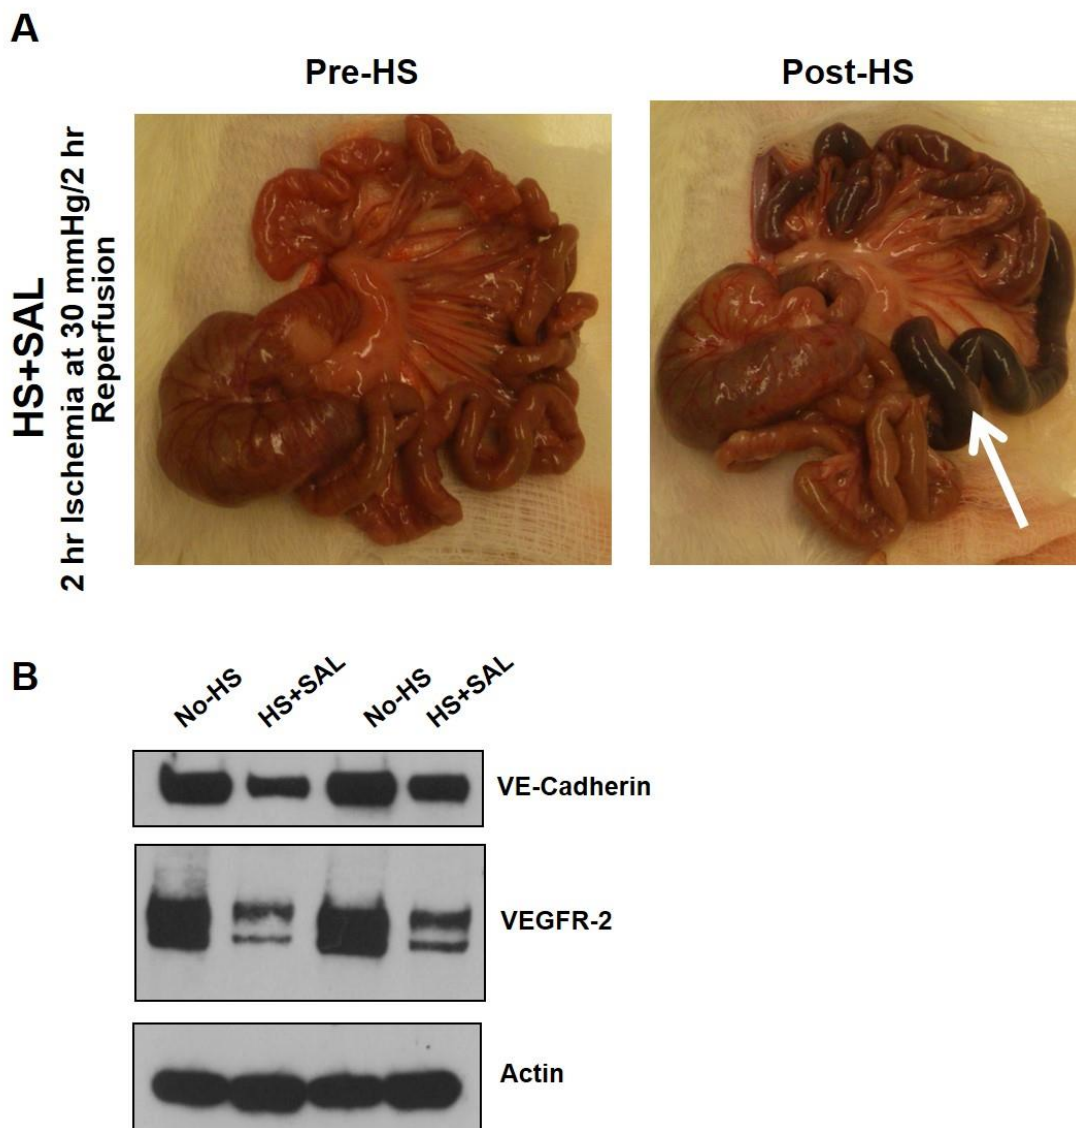 A
Pre-HS
Post-HS
HS+SAL
2 hr Ischemia at 30 mmHg/2 hr
Reperfusion
B
No-HS
HS+SAL
No-HS
HS+SAL
VE-Cadherin
VEGFR-2
Actin